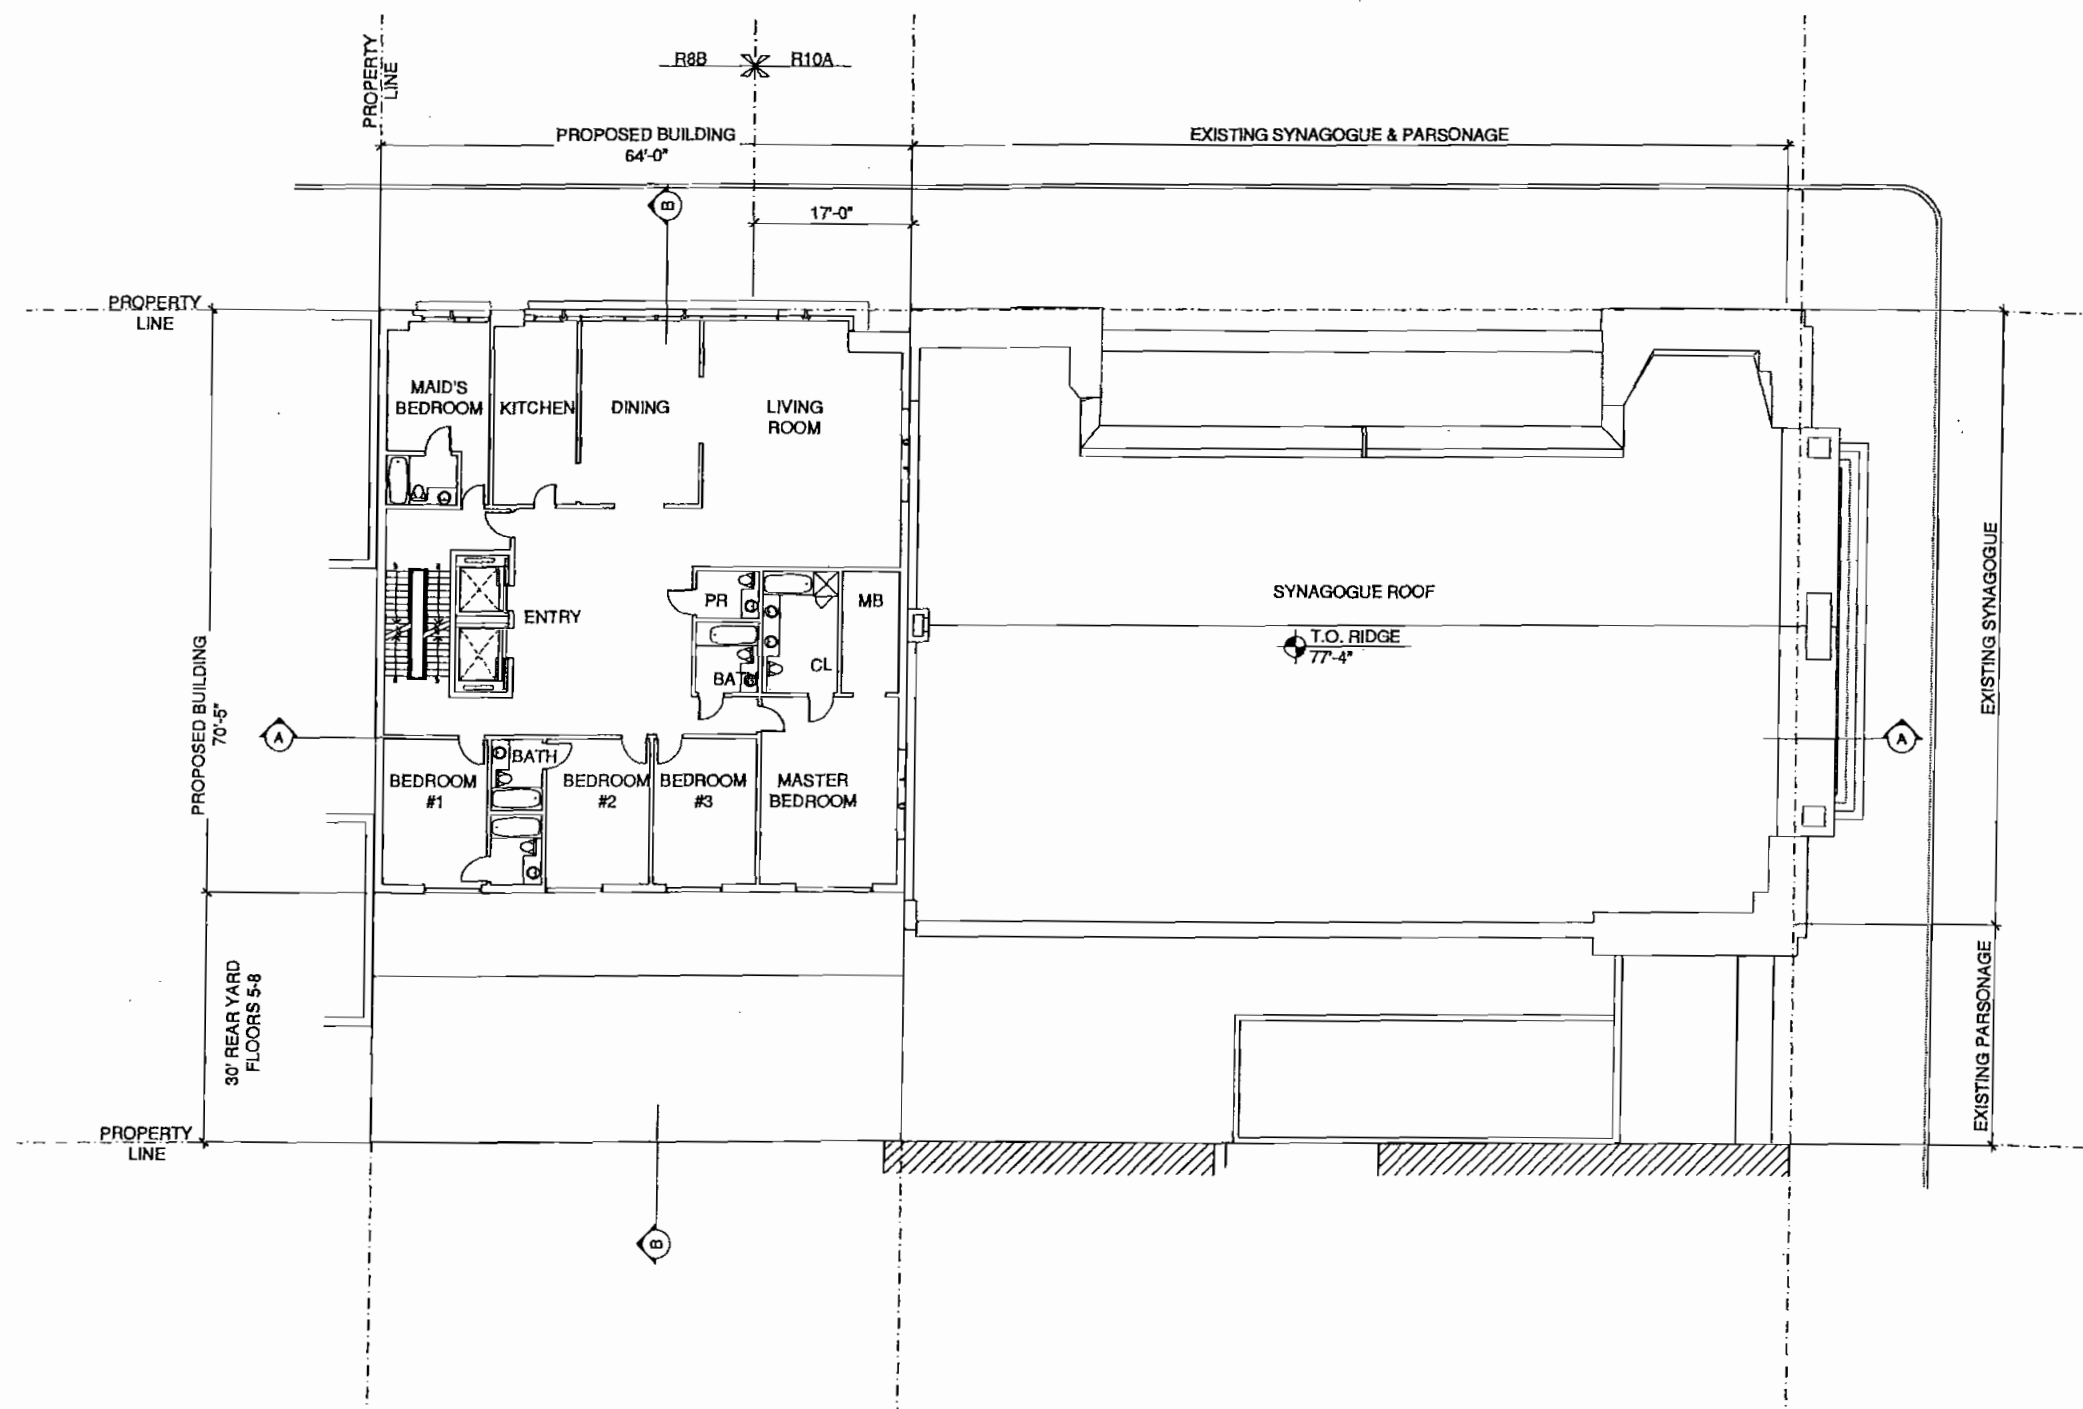 PROPERTY
LINE
R8B
R10A
PROPOSED BUILDING
64'-0"
EXISTING SYNAGOGUE & PARSONAGE
B
17'-0"
PROPERTY
LINE
MAID'S
BEDROOM
KITCHEN
DINING
LIVING
ROOM
PROPOSED BUILDING
70'-5"
ENTRY
PR
MB
BATH
CL
SYNAGOGUE ROOF
T.O. RIDGE
77'-4"
EXISTING SYNAGOGUE
A
A
BEDROOM
#1
BATH
BEDROOM
#2
BEDROOM
#3
MASTER
BEDROOM
30' REAR YARD
FLOORS 5-8
EXISTING PARSONAGE
PROPERTY
LINE
B